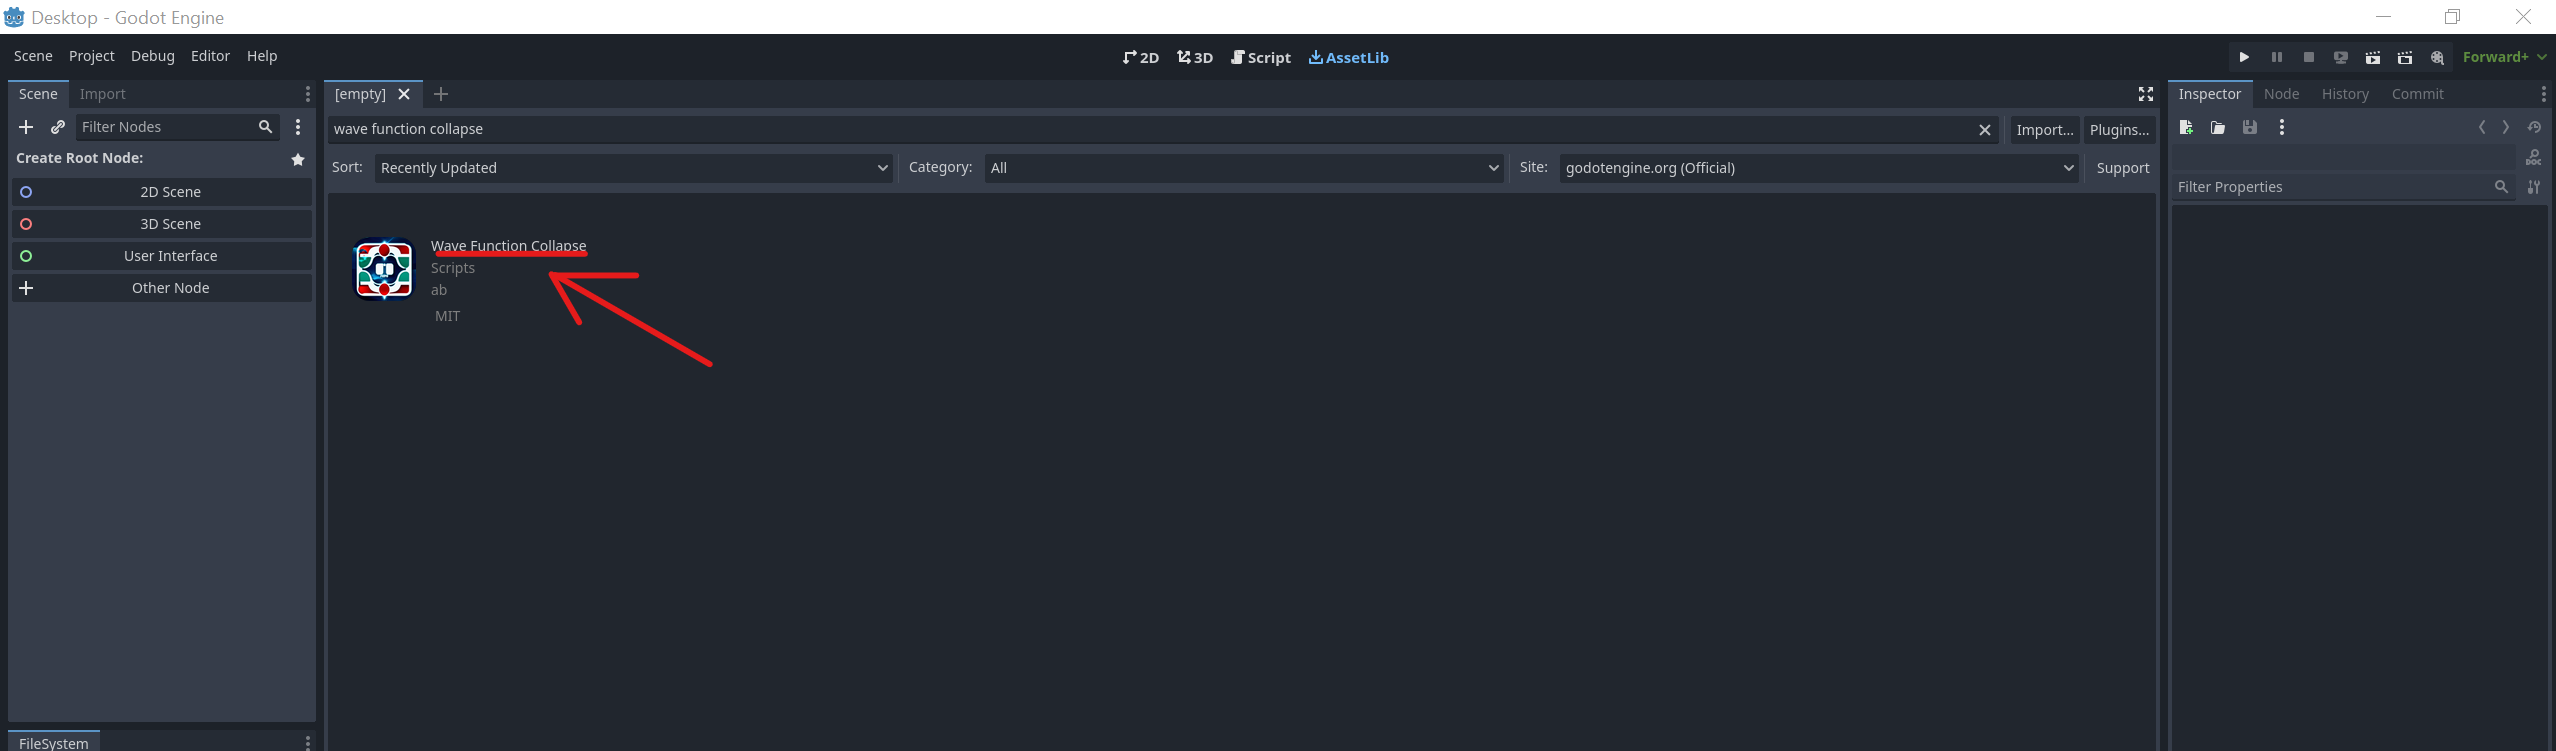 Desktop - Godot Engine
Scene Project Debug Editor Help
2D 3D Script AssetLib
Forward+
Scene Import
[empty]
Inspector Node History Commit
Filter Nodes
wave function collapse
Import... Plugins...
Create Root Node:
Sort: Recently Updated Category: All Site: godotengine.org (Official) Support
DOC
Filter Properties
2D Scene
3D Scene
User Interface
Other Node
Wave Function Collapse
Scripts
ab
MIT
FileSystem